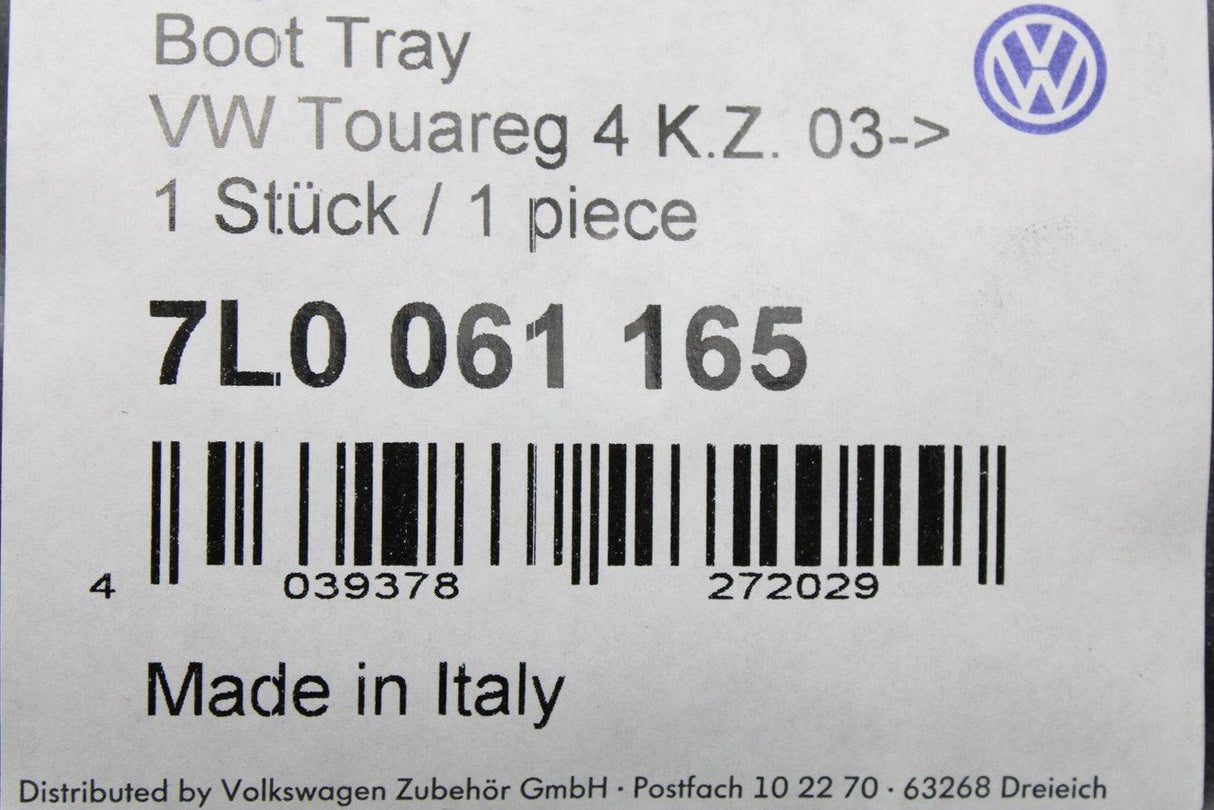 Boot Tray
VW Touareg 4 K.Z. 03->
1 Stück / 1 piece
7L0 061 165
4 039378 272029
Made in Italy
Distributed by Volkswagen Zubehör GmbH · Postfach 10 22 70 · 63268 Dreieich